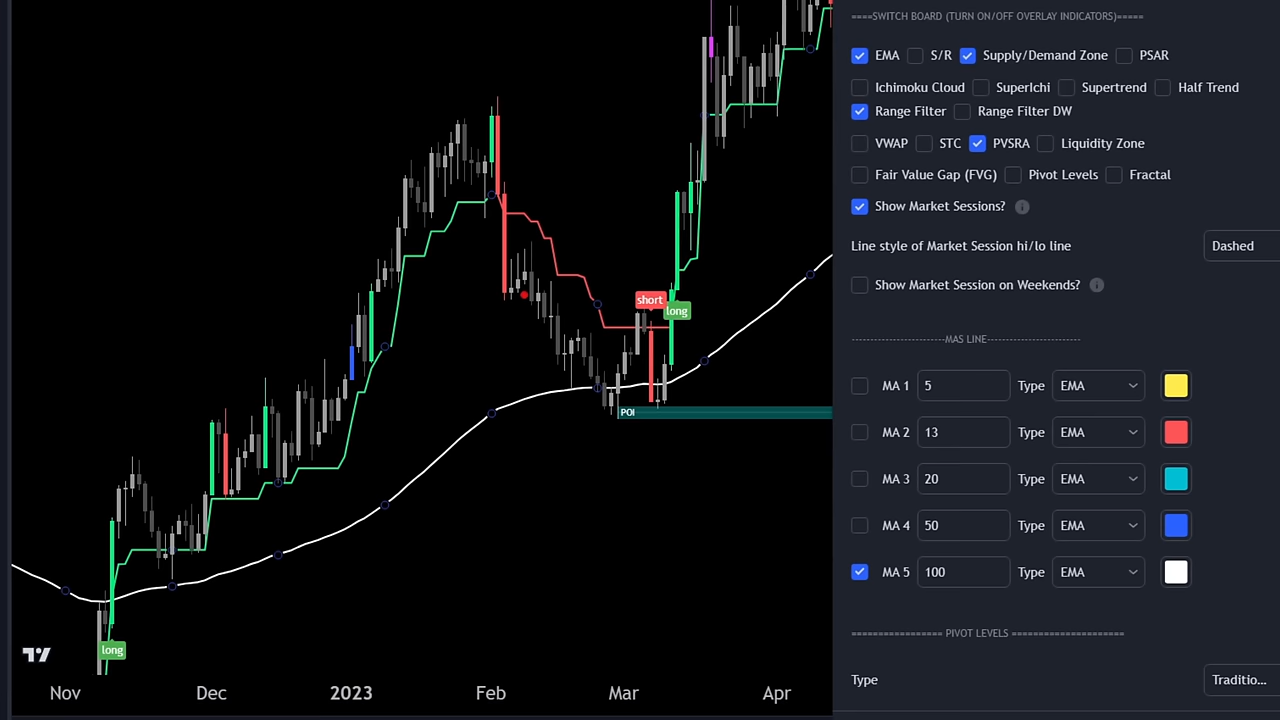 ====SWITCH BOARD (TURN ON/OFF OVERLAY INDICATORS)=====
EMA S/R Supply/Demand Zone PSAR
Ichimoku Cloud SuperIchi Supertrend Half Trend
Range Filter Range Filter DW
VWAP STC PVSRA Liquidity Zone
Fair Value Gap (FVG) Pivot Levels Fractal
Show Market Sessions?
Line style of Market Session hi/lo line Dashed
Show Market Session on Weekends?
------------------------MAS LINE------------------------
MA 1 5 Type EMA
MA 2 13 Type EMA
MA 3 20 Type EMA
MA 4 50 Type EMA
MA 5 100 Type EMA
================= PIVOT LEVELS =====================
Type Traditio...
short
long
POI
long
Nov Dec 2023 Feb Mar Apr